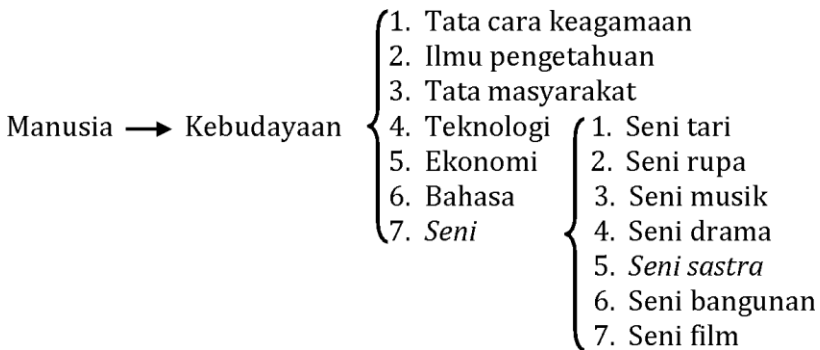 1. Tata cara keagamaan
2. Ilmu pengetahuan
3. Tata masyarakat
Manusia → Kebudayaan
4. Teknologi
5. Ekonomi
6. Bahasa
7. Seni
1. Seni tari
2. Seni rupa
3. Seni musik
4. Seni drama
5. Seni sastra
6. Seni bangunan
7. Seni film